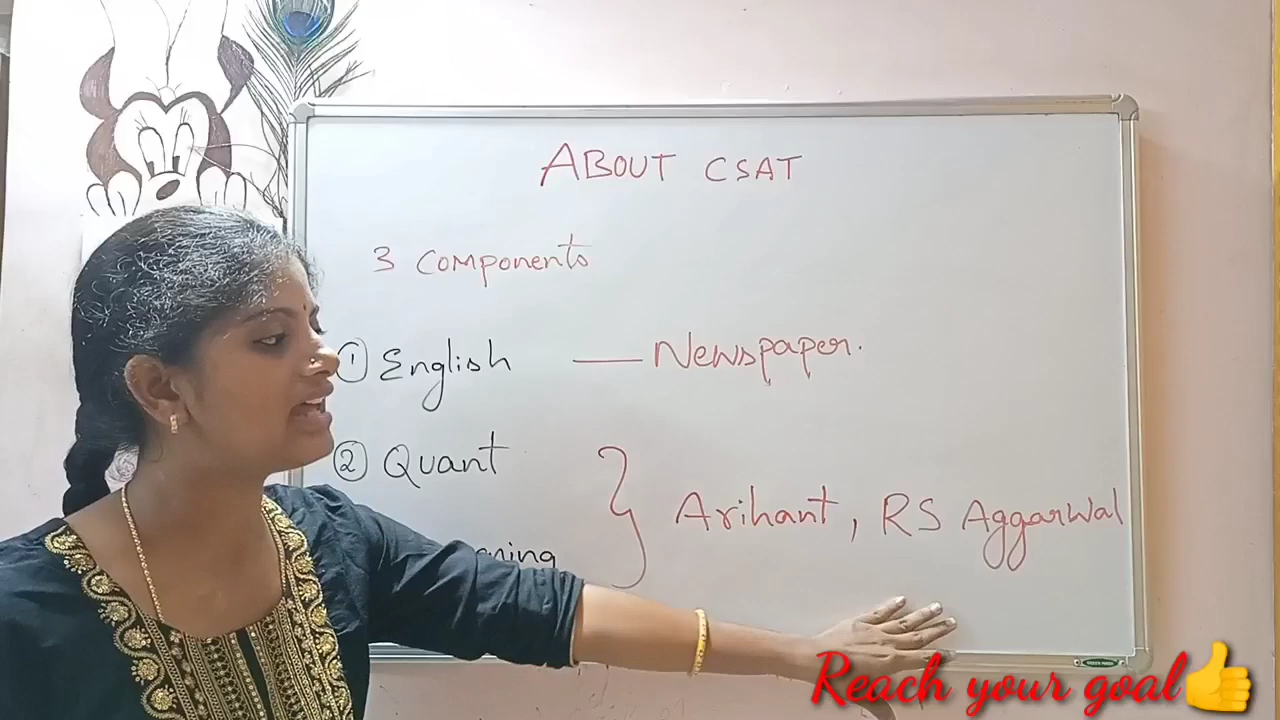 ABOUT CSAT
3 components
① English — Newspaper.
② Quant
Arihant, RS Aggarwal
Reach your goal👍